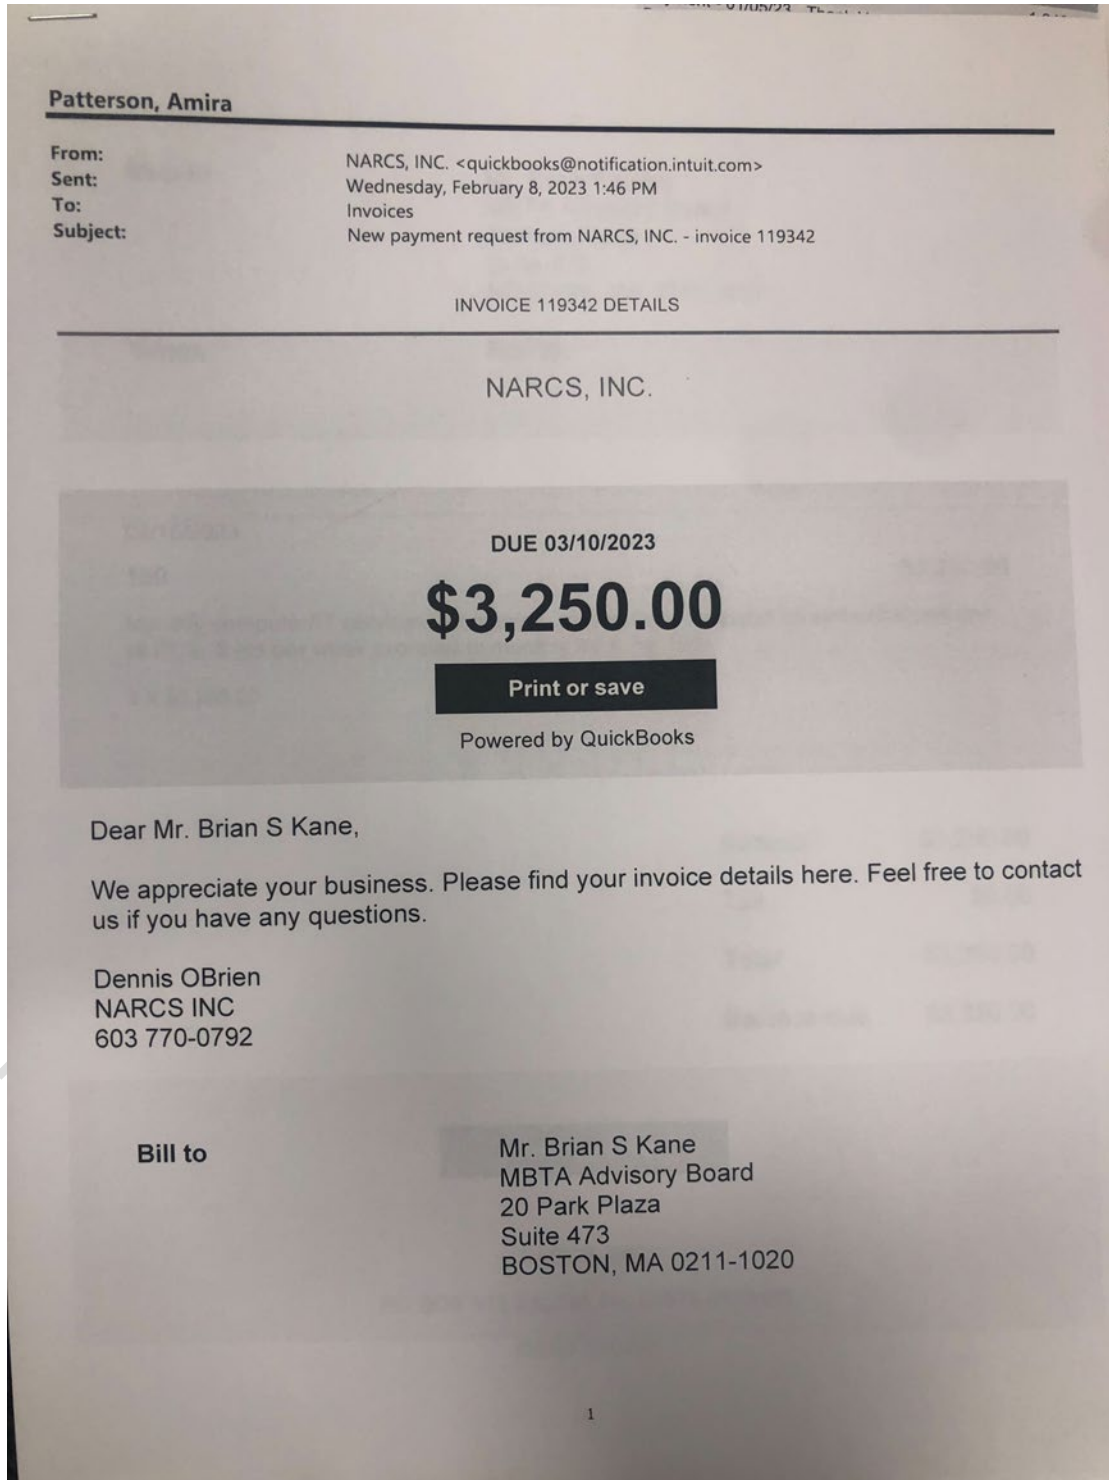 01/05/23
Patterson, Amira
From: NARCS, INC. <quickbooks@notification.intuit.com>
Sent: Wednesday, February 8, 2023 1:46 PM
To: Invoices
Subject: New payment request from NARCS, INC. - invoice 119342
INVOICE 119342 DETAILS
NARCS, INC.
DUE 03/10/2023
$3,250.00
Print or save
Powered by QuickBooks
Dear Mr. Brian S Kane,
We appreciate your business. Please find your invoice details here. Feel free to contact
us if you have any questions.
Dennis OBrien
NARCS INC
603 770-0792
Bill to Mr. Brian S Kane
MBTA Advisory Board
20 Park Plaza
Suite 473
BOSTON, MA 0211-1020
1